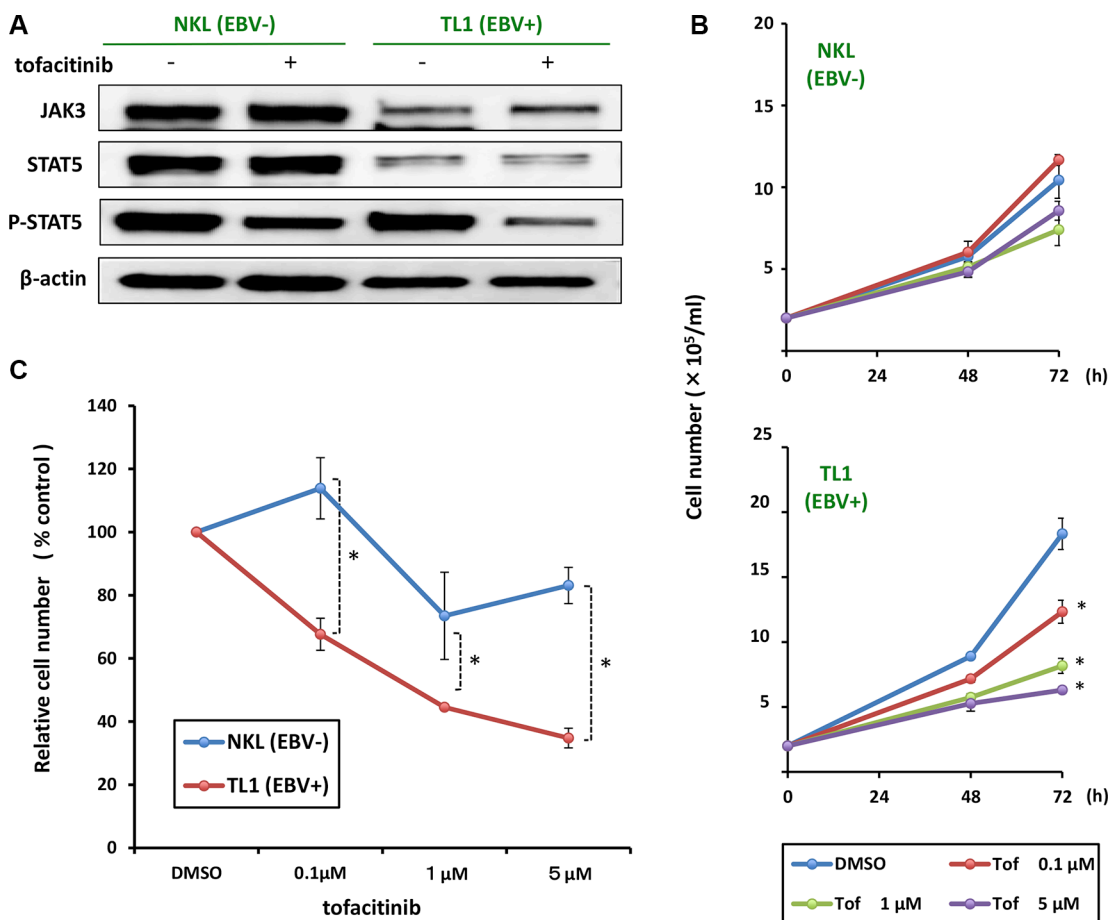 A
NKL (EBV-)
TL1 (EBV+)
tofacitinib - + - +
JAK3
STAT5
P-STAT5
β-actin
B
Cell number (×10⁵/ml)
20
15
10
5
NKL
(EBV-)
0 24 48 72 (h)
25
20
15
10
5
TL1
(EBV+)
*
*
*
0 24 48 72 (h)
DMSO
Tof 0.1 μM
Tof 1 μM
Tof 5 μM
C
Relative cell number (% control)
140
120
100
80
60
40
20
0
*
*
*
NKL (EBV-)
TL1 (EBV+)
DMSO 0.1μM 1 μM 5 μM
tofacitinib